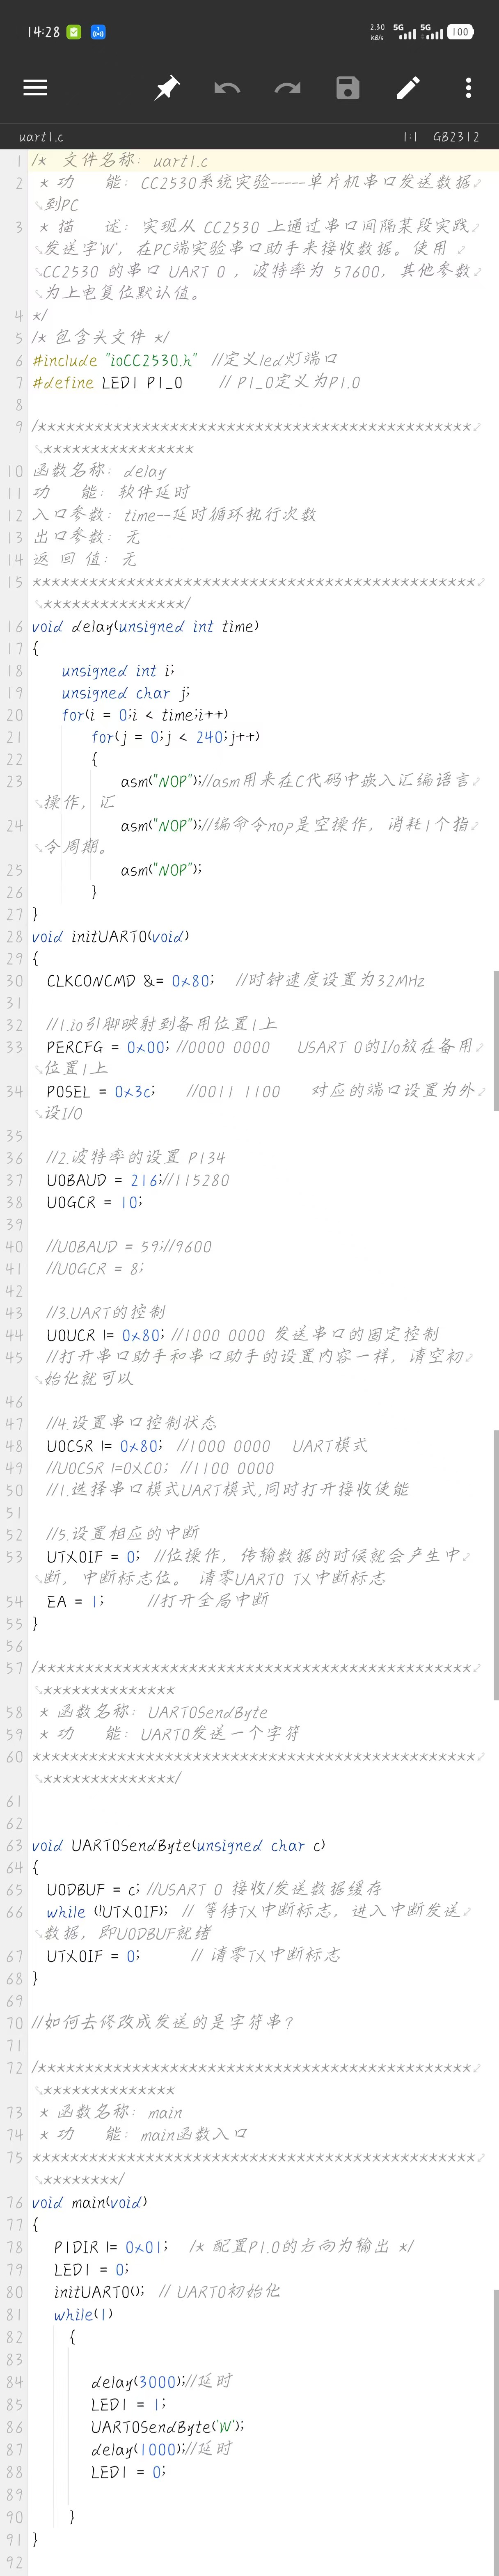 14:28 2.30 KB/s 5G 5G 100
uart1.c 1:1 GB2312
1 /* 文件名称：uart1.c
2 * 功 能：CC2530系统实验-----单片机串口发送数据
到PC
3 * 描 述：实现从 CC2530 上通过串口间隔某段实践
发送字'W'，在PC端实验串口助手来接收数据。使用
CC2530 的串口 UART 0 ，波特率为 57600，其他参数
为上电复位默认值。
4 */
5 /* 包含头文件 */
6 #include "ioCC2530.h" //定义led灯端口
7 #define LED1 P1_0 // P1_0定义为P1.0
8
9 /***********************************************
*****************
10 函数名称：delay
11 功 能：软件延时
12 入口参数：time--延时循环执行次数
13 出口参数：无
14 返 回 值：无
15 ************************************************
****************/
16 void delay(unsigned int time)
17 {
18 unsigned int i;
19 unsigned char j;
20 for(i = 0;i < time;i++)
21 for(j = 0;j < 240;j++)
22 {
23 asm("NOP");//asm用来在C代码中嵌入汇编语言
操作，汇
24 asm("NOP");//编命令nop是空操作，消耗1个指
令周期。
25 asm("NOP");
26 }
27 }
28 void initUART0(void)
29 {
30 CLKCONCMD &= 0x80; //时钟速度设置为32MHz
31
32 //1.io引脚映射到备用位置1上
33 PERCFG = 0x00; //0000 0000 USART 0的I/o放在备用
位置1上
34 P0SEL = 0x3c; //0011 1100 对应的端口设置为外
设I/O
35
36 //2.波特率的设置 P134
37 U0BAUD = 216;//115280
38 U0GCR = 10;
39
40 //U0BAUD = 59;//9600
41 //U0GCR = 8;
42
43 //3.UART的控制
44 U0UCR |= 0x80; //1000 0000 发送串口的固定控制
45 //打开串口助手和串口助手的设置内容一样，请空初
始化就可以
46
47 //4.设置串口控制状态
48 U0CSR |= 0x80; //1000 0000 UART模式
49 //U0CSR |=0XC0; //1100 0000
50 //1.选择串口模式UART模式,同时打开接收使能
51
52 //5.设置相应的中断
53 UTX0IF = 0; //位操作，传输数据的时候就会产生中
断，中断标志位。 请零UART0 TX中断标志
54 EA = 1; //打开全局中断
55 }
56
57 /***********************************************
***************
58 * 函数名称：UART0SendByte
59 * 功 能：UART0发送一个字符
60 ************************************************
***************/
61
62
63 void UART0SendByte(unsigned char c)
64 {
65 U0DBUF = c; //USART 0 接收/发送数据缓存
66 while (!UTX0IF); // 等待TX中断标志，进入中断发送
数据，即U0DBUF就绪
67 UTX0IF = 0; // 请零TX中断标志
68 }
69
70 //如何去修改成发送的是字符串？
71
72 /***********************************************
***************
73 * 函数名称：main
74 * 功 能：main函数入口
75 ************************************************
*********/
76 void main(void)
77 {
78 P1DIR |= 0x01; /* 配置P1.0的方向为输出 */
79 LED1 = 0;
80 initUART0(); // UART0初始化
81 while(1)
82 {
83
84 delay(3000);//延时
85 LED1 = 1;
86 UART0SendByte('W');
87 delay(1000);//延时
88 LED1 = 0;
89
90 }
91 }
92